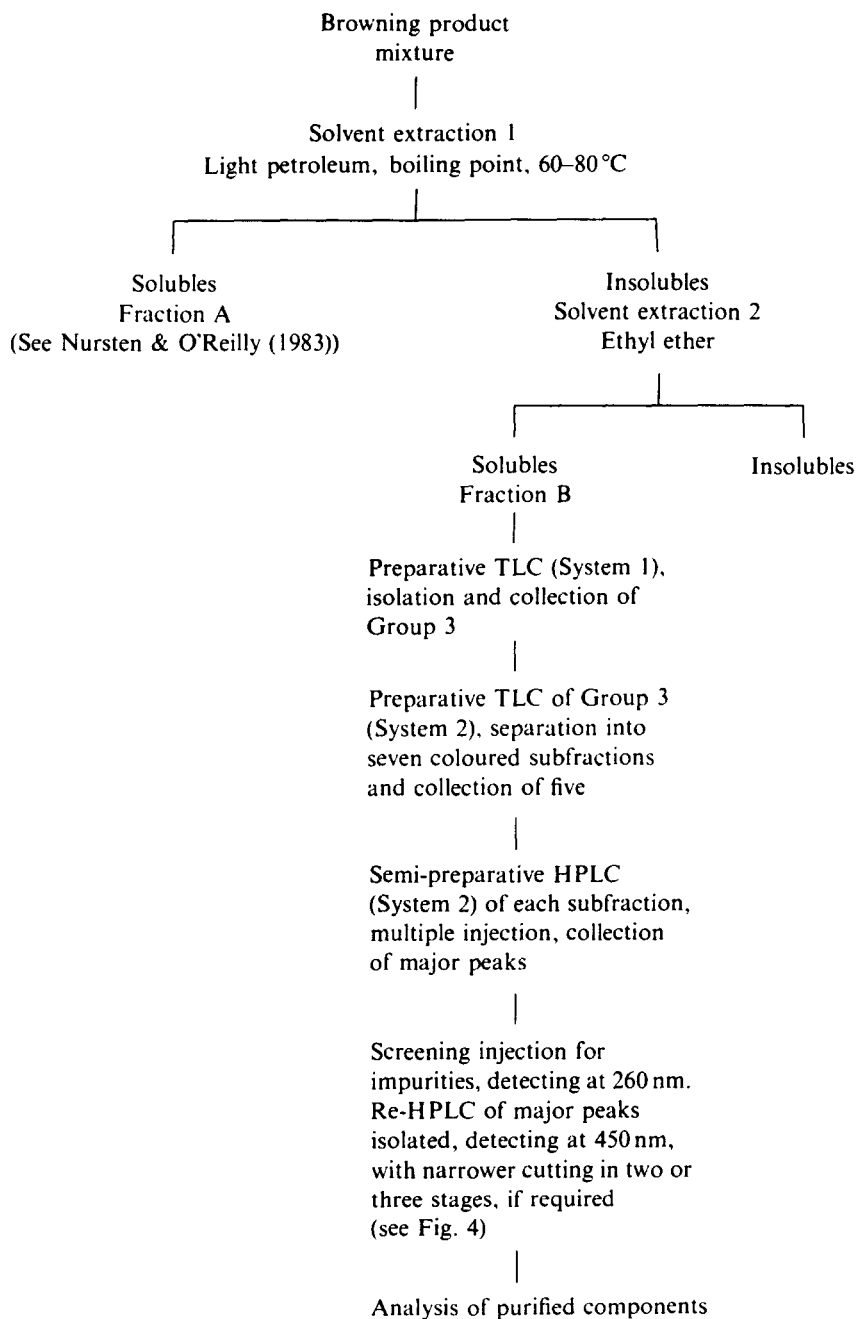 Browning product
mixture
Solvent extraction 1
Light petroleum, boiling point, 60–80°C
Solubles
Fraction A
(See Nursten & O'Reilly (1983))
Insolubles
Solvent extraction 2
Ethyl ether
Solubles
Fraction B
Insolubles
Preparative TLC (System 1),
isolation and collection of
Group 3
Preparative TLC of Group 3
(System 2), separation into
seven coloured subfractions
and collection of five
Semi-preparative HPLC
(System 2) of each subfraction,
multiple injection, collection
of major peaks
Screening injection for
impurities, detecting at 260 nm.
Re-HPLC of major peaks
isolated, detecting at 450 nm,
with narrower cutting in two or
three stages, if required
(see Fig. 4)
Analysis of purified components